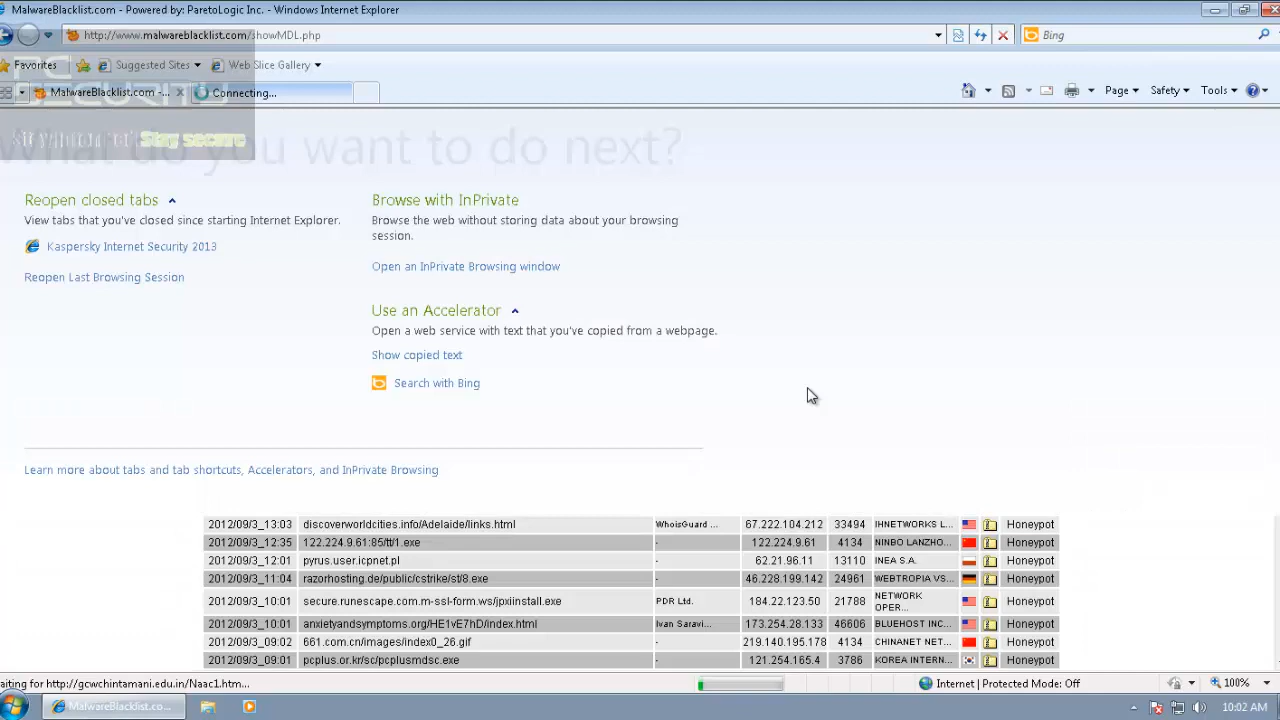 MalwareBlacklist.com - Powered by: ParetoLogic Inc. - Windows Internet Explorer
http://www.malwareblacklist.com/showMDL.php
Bing
Favorites
Suggested Sites
Web Slice Gallery
PC
SECURITY
MalwareBlacklist.com -...
Connecting...
Page
Safety
Tools
Stay secure
What do you want to do next?
Reopen closed tabs
View tabs that you've closed since starting Internet Explorer.
Kaspersky Internet Security 2013
Reopen Last Browsing Session
Browse with InPrivate
Browse the web without storing data about your browsing
session.
Open an InPrivate Browsing window
Use an Accelerator
Open a web service with text that you've copied from a webpage.
Show copied text
Search with Bing
Learn more about tabs and tab shortcuts, Accelerators, and InPrivate Browsing
2012/09/3_13:03 discoverworldcities.info/Adelaide/links.html WhoisGuard ... 67.222.104.212 33494 IHNETWORKS L... Honeypot
2012/09/3_12:35 122.224.9.61:85/tt/1.exe - 122.224.9.61 4134 NINBO LANZHO... Honeypot
2012/09/3_12:01 pyrus.user.icpnet.pl - 62.21.96.11 13110 INEA S.A. Honeypot
2012/09/3_11:04 razorhosting.de/public/cstrike/st/8.exe - 46.228.199.142 24961 WEBTROPIA VS... Honeypot
2012/09/3_10:01 secure.runescape.com.m-ssl-form.ws/jpxiinstall.exe PDR Ltd. 184.22.123.50 21788 NETWORK OPER... Honeypot
2012/09/3_10:01 anxietyandsymptoms.org/HE1vE7hD/index.html Ivan Saravi... 173.254.28.133 46606 BLUEHOST INC... Honeypot
2012/09/3_09:02 661.com.cn/images/index0_26.gif - 219.140.195.178 4134 CHINANET NET... Honeypot
2012/09/3_09:01 pcplus.or.kr/sc/pcplusmdsc.exe - 121.254.165.4 3786 KOREA INTERN... Honeypot
aiting for http://gcwchintamani.edu.in/Naac1.htm...
Internet | Protected Mode: Off
100%
MalwareBlacklist.co...
10:02 AM